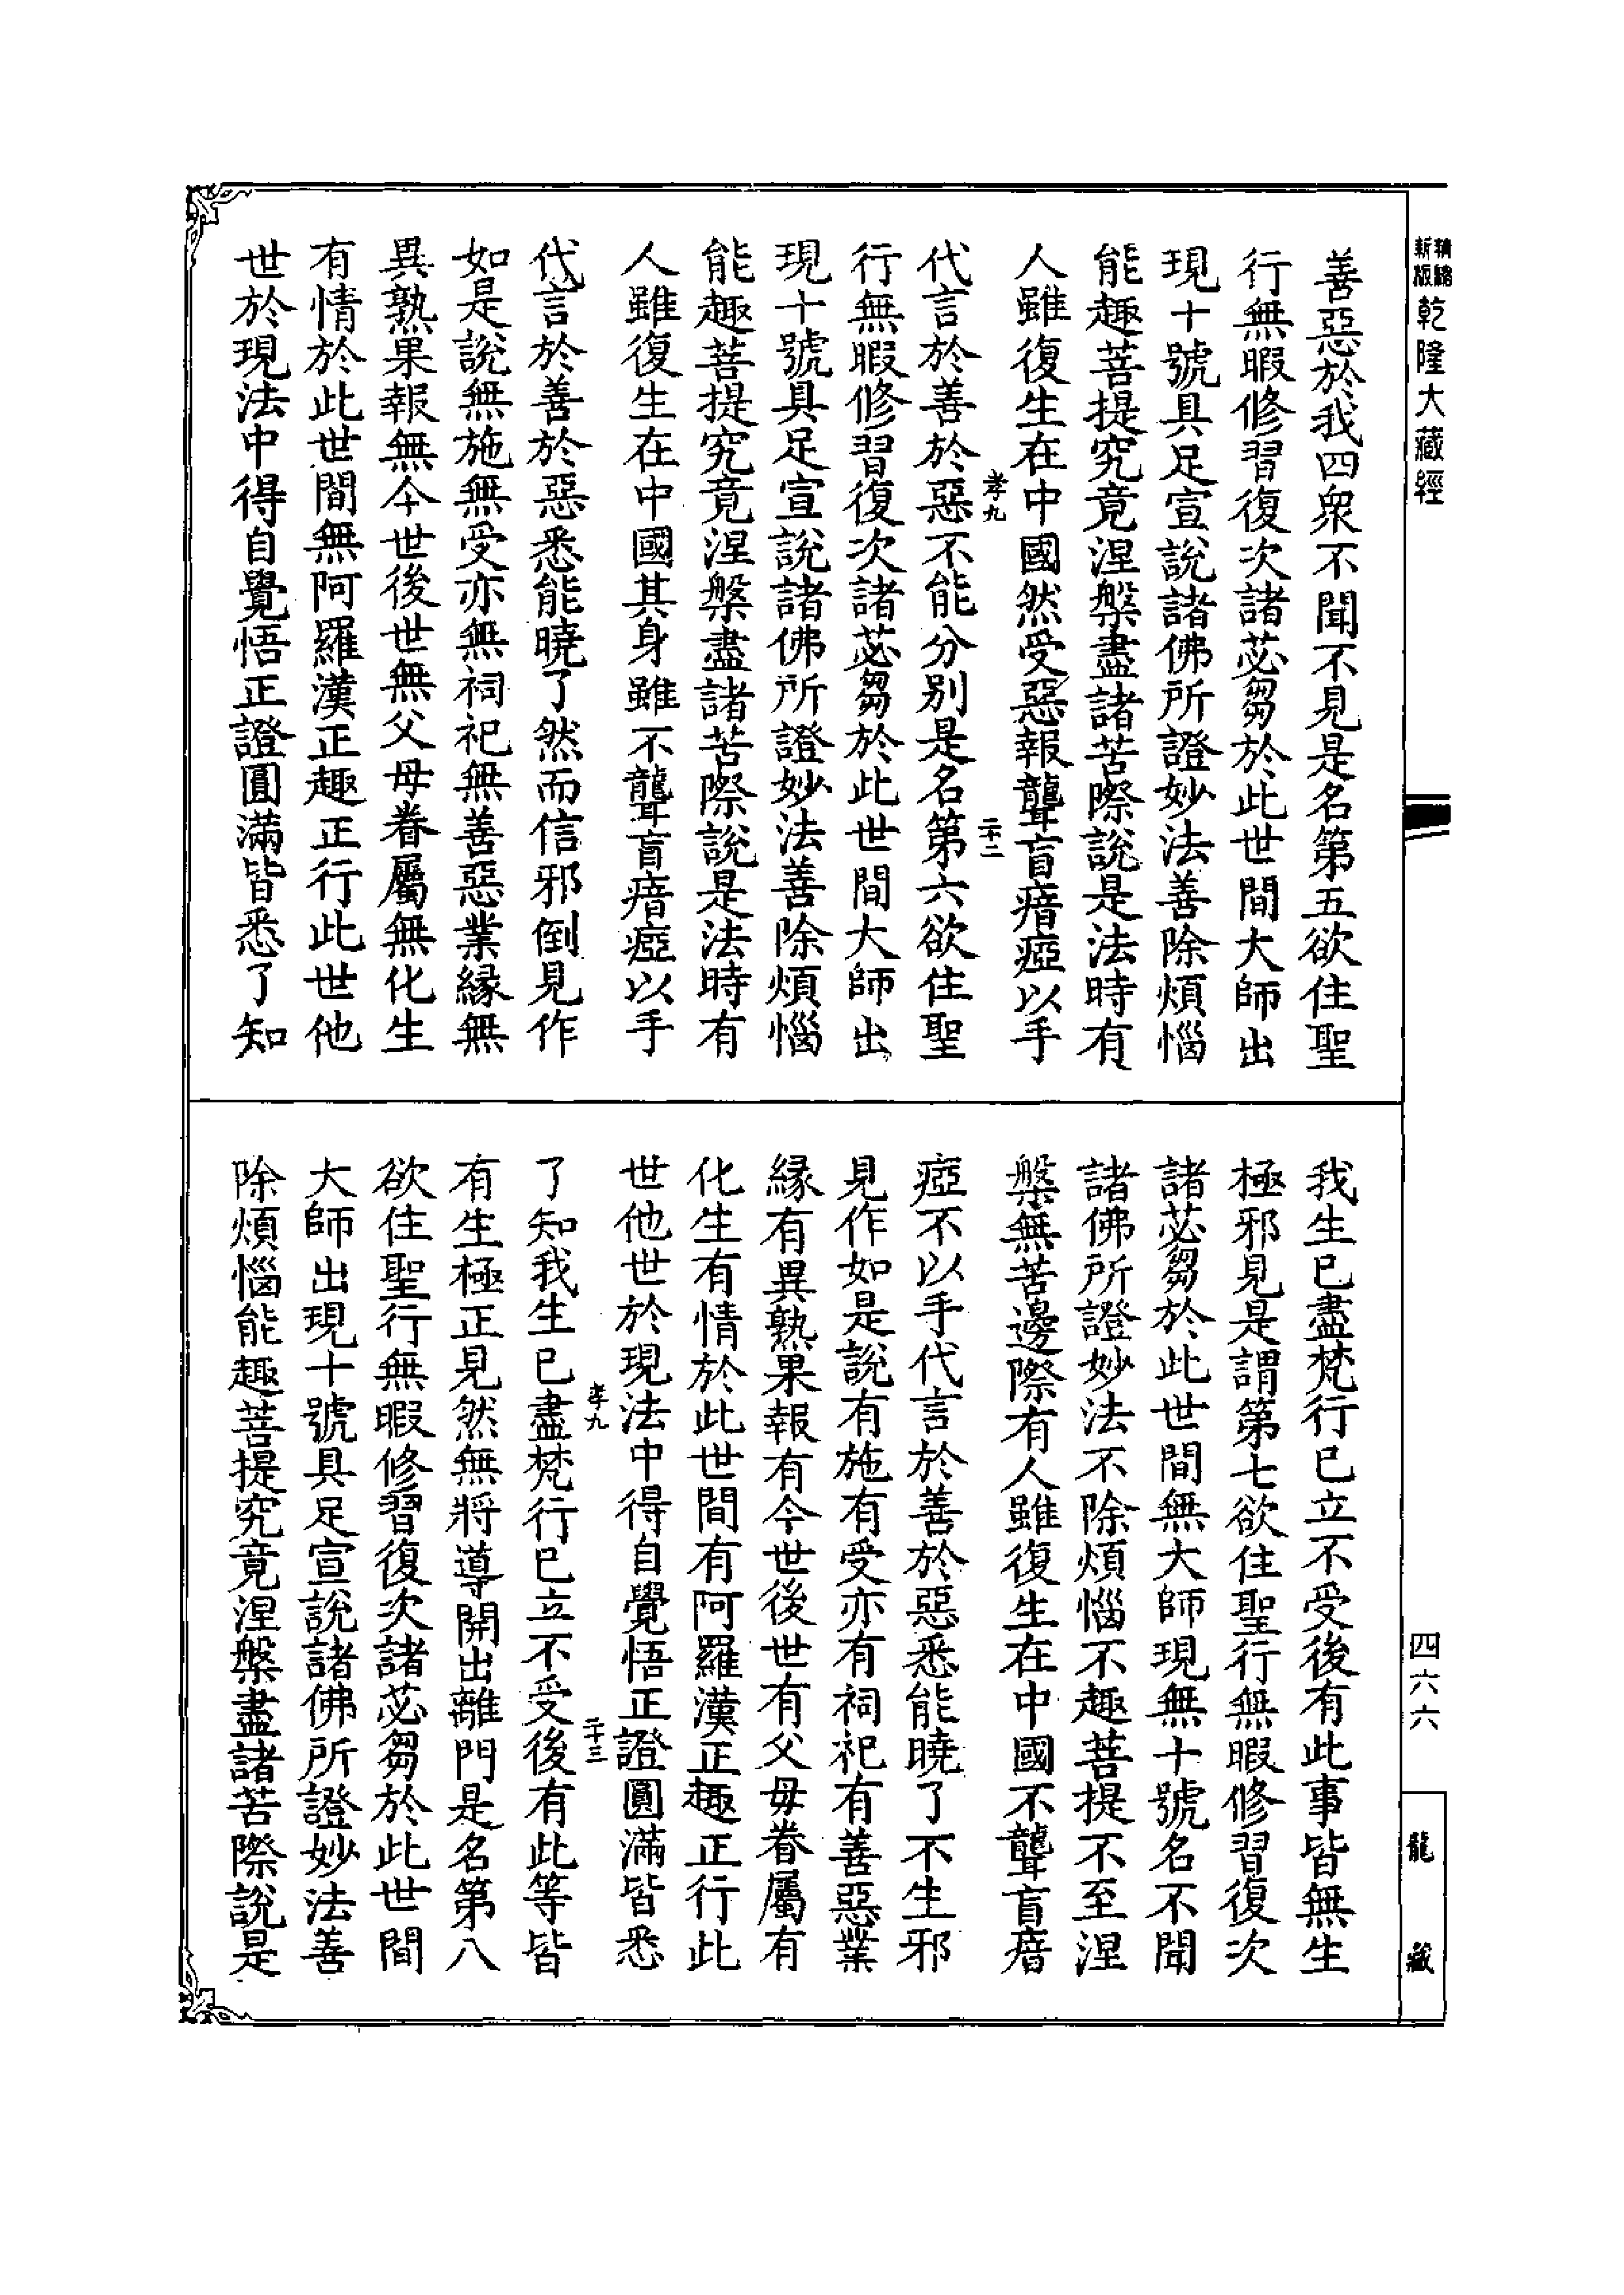 精縮新版乾隆大藏經
善惡於我四衆不聞不見是名第五欲住聖
行無暇修習復次諸苾芻於此世間大師出
現十號具足宣說諸佛所證妙法善除煩惱
能趣菩提究竟涅槃盡諸苦際說是法時有
人雖復生在中國然受惡報聾盲瘖瘂以手
孝九 二十二
代言於善於惡不能分別是名第六欲住聖
行無暇修習復次諸苾芻於此世間大師出
現十號具足宣說諸佛所證妙法善除煩惱
能趣菩提究竟涅槃盡諸苦際說是法時有
人雖復生在中國其身雖不聾盲瘖瘂以手
代言於善於惡悉能曉了然而信邪倒見作
如是說無施無受亦無祠祀無善惡業緣無
異熟果報無今世後世無父母眷屬無化生
有情於此世間無阿羅漢正趣正行此世他
世於現法中得自覺悟正證圓滿皆悉了知
我生已盡梵行已立不受後有此事皆無生
極邪見是謂第七欲住聖行無暇修習復次
諸苾芻於此世間無大師現無十號名不聞
諸佛所證妙法不除煩惱不趣菩提不至涅
槃無苦邊際有人雖復生在中國不聾盲瘖
瘂不以手代言於善於惡悉能曉了不生邪
見作如是說有施有受亦有祠祀有善惡業
緣有異熟果報有今世後世有父母眷屬有
化生有情於此世間有阿羅漢正趣正行此
世他世於現法中得自覺悟正證圓滿皆悉
孝九 二十三
了知我生已盡梵行已立不受後有此等皆
有生極正見然無將導開出離門是名第八
欲住聖行無暇修習復次諸苾芻於此世間
大師出現十號具足宣說諸佛所證妙法善
除煩惱能趣菩提究竟涅槃盡諸苦際說是
四六六
龍藏